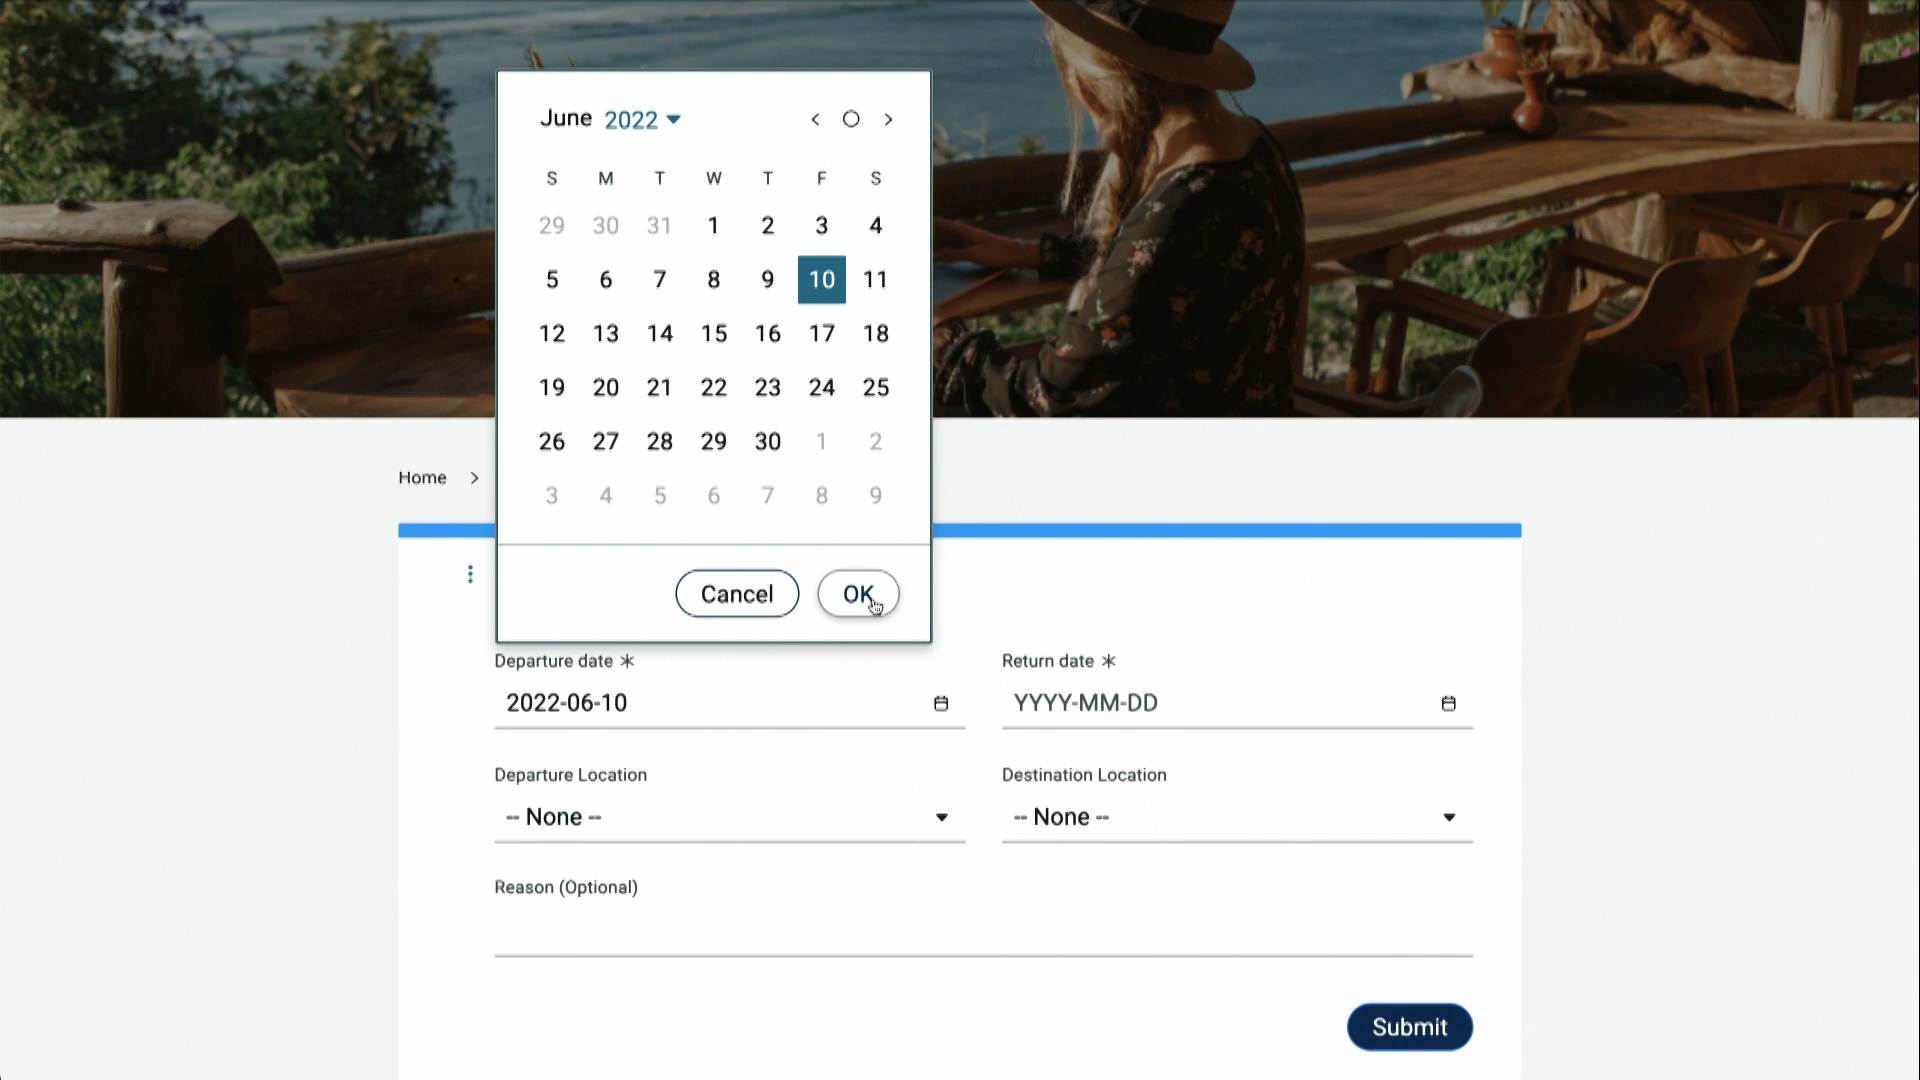 June 2022
S M T W T F S
29 30 31 1 2 3 4
5 6 7 8 9 10 11
12 13 14 15 16 17 18
19 20 21 22 23 24 25
26 27 28 29 30 1 2
3 4 5 6 7 8 9
Home >
Cancel OK
Departure date * Return date *
2022-06-10 YYYY-MM-DD
Departure Location Destination Location
-- None -- -- None --
Reason (Optional)
Submit